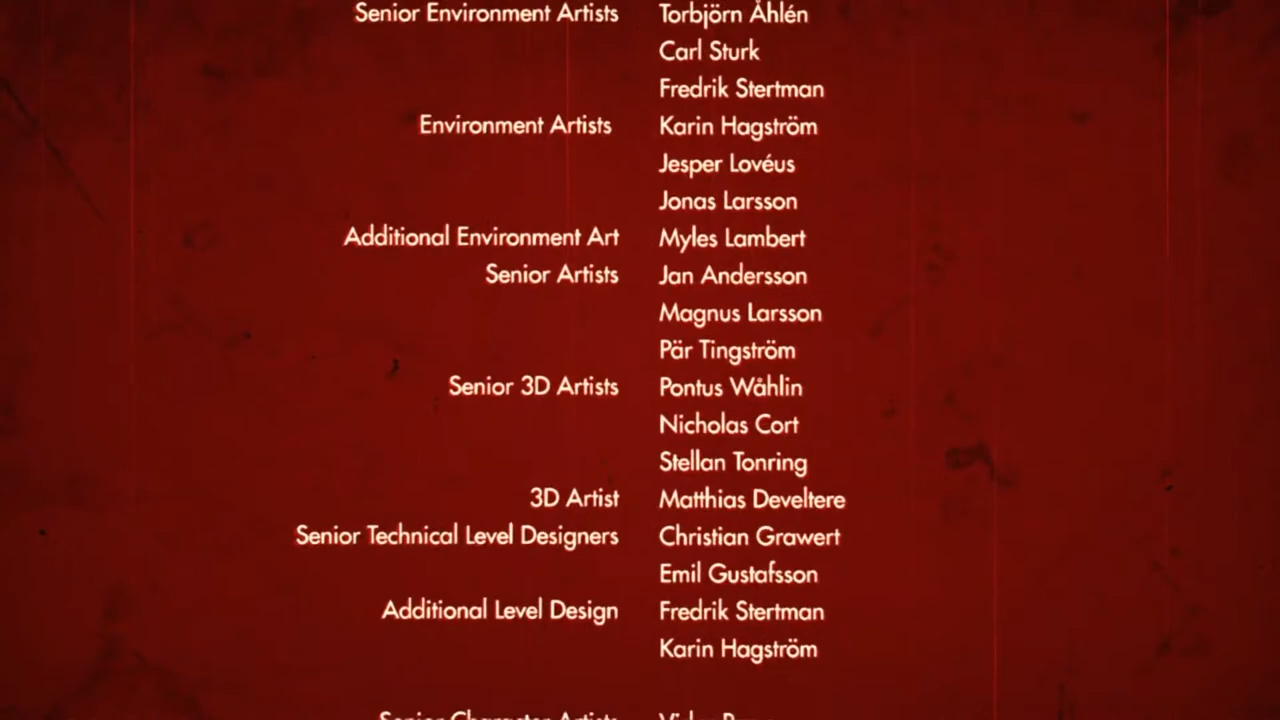 Senior Environment Artists Torbjörn Åhlén
Carl Sturk
Fredrik Stertman
Environment Artists Karin Hagström
Jesper Lovéus
Jonas Larsson
Additional Environment Art Myles Lambert
Senior Artists Jan Andersson
Magnus Larsson
Pär Tingström
Senior 3D Artists Pontus Wåhlin
Nicholas Cort
Stellan Tonring
3D Artist Matthias Develtere
Senior Technical Level Designers Christian Grawert
Emil Gustafsson
Additional Level Design Fredrik Stertman
Karin Hagström
Senior Character Artists